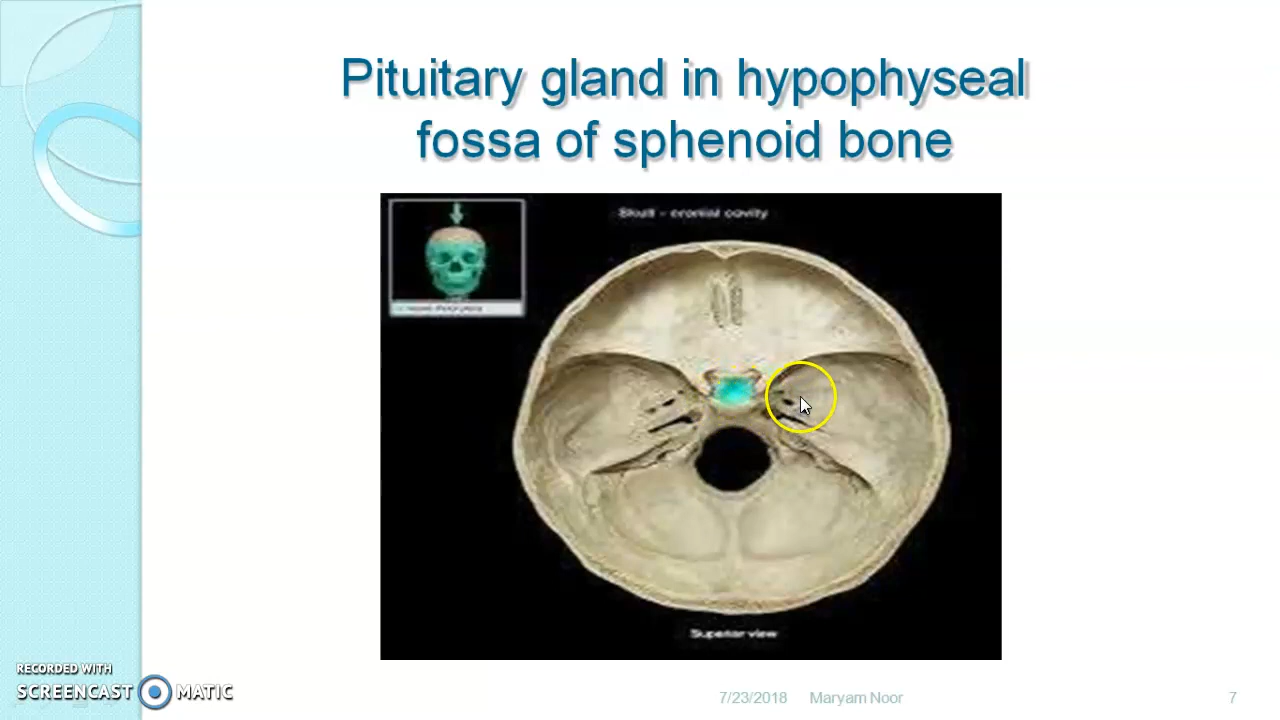 Pituitary gland in hypophyseal
fossa of sphenoid bone
Skull - cranial cavity
Superior view
RECORDED WITH
SCREENCAST MATIC
7/23/2018 Maryam Noor 7